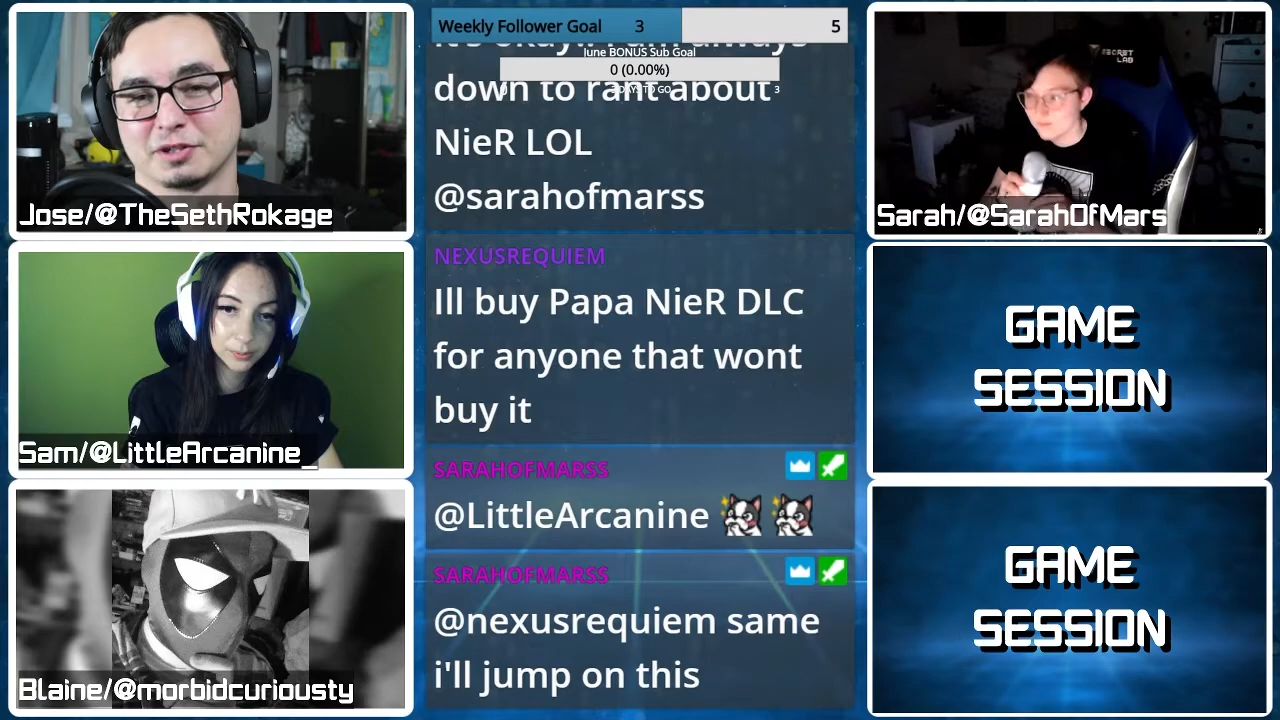 Weekly Follower Goal 3 5
June BONUS Sub Goal
0 (0.00%)
down to rant about
NieR LOL
@sarahofmarss
NEXUSREQUIEM
Ill buy Papa NieR DLC
for anyone that wont
buy it
SARAHOFMARSS
@LittleArcanine
SARAHOFMARSS
@nexusrequiem same
i'll jump on this
Jose/@TheSethRokage
Sam/@LittleArcanine_
Blaine/@morbidcuriousty
SECRET
LAB
Sarah/@SarahOfMars
GAME
SESSION
GAME
SESSION